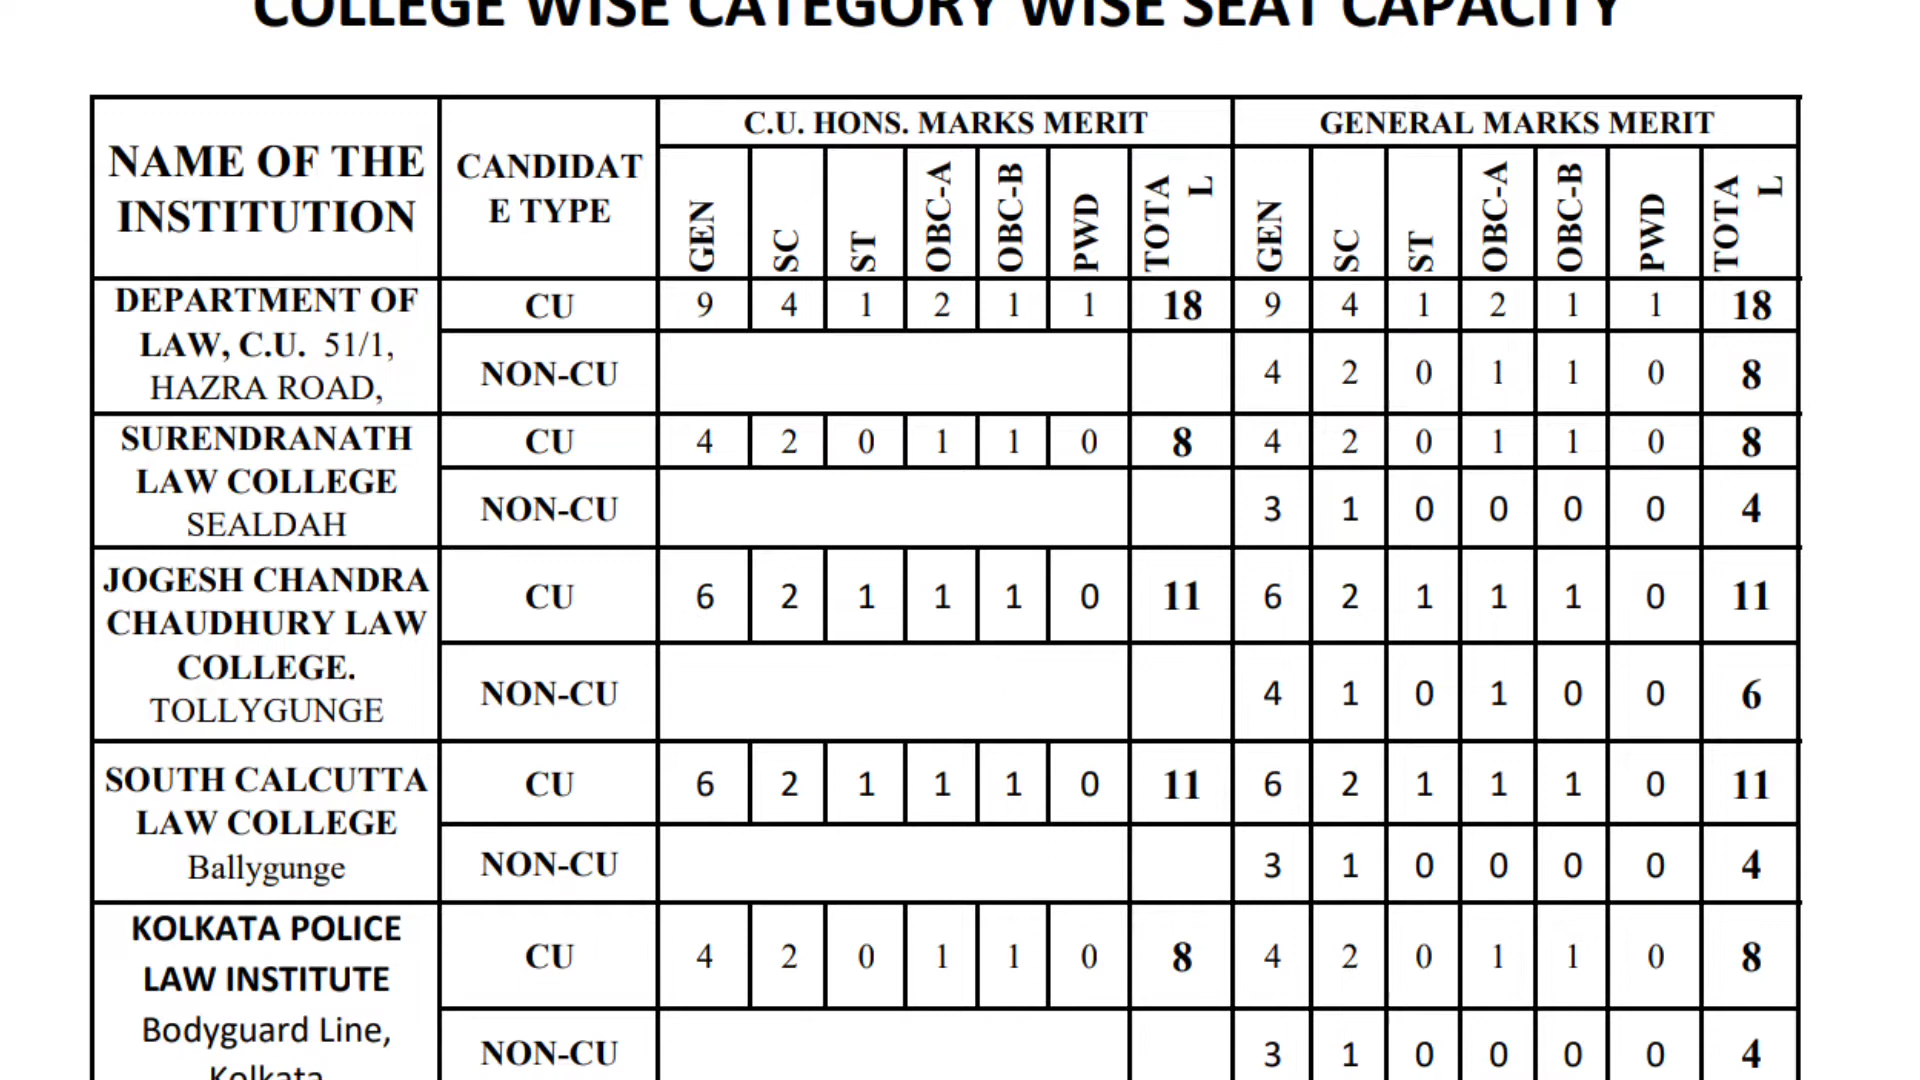 COLLEGE WISE CATEGORY WISE SEAT CAPACITY
NAME OF THE INSTITUTION CANDIDAT E TYPE C.U. HONS. MARKS MERIT GENERAL MARKS MERIT
GEN SC ST OBC-A OBC-B PWD TOTA L GEN SC ST OBC-A OBC-B PWD TOTA L
DEPARTMENT OF
LAW, C.U. 51/1,
HAZRA ROAD,
CU 9 4 1 2 1 1 18 9 4 1 2 1 1 18
NON-CU 4 2 0 1 1 0 8
SURENDRANATH
LAW COLLEGE
SEALDAH
CU 4 2 0 1 1 0 8 4 2 0 1 1 0 8
NON-CU 3 1 0 0 0 0 4
JOGESH CHANDRA
CHAUDHURY LAW
COLLEGE.
TOLLYGUNGE
CU 6 2 1 1 1 0 11 6 2 1 1 1 0 11
NON-CU 4 1 0 1 0 0 6
SOUTH CALCUTTA
LAW COLLEGE
Ballygunge
CU 6 2 1 1 1 0 11 6 2 1 1 1 0 11
NON-CU 3 1 0 0 0 0 4
KOLKATA POLICE
LAW INSTITUTE
Bodyguard Line,
Kolkata
CU 4 2 0 1 1 0 8 4 2 0 1 1 0 8
NON-CU 3 1 0 0 0 0 4